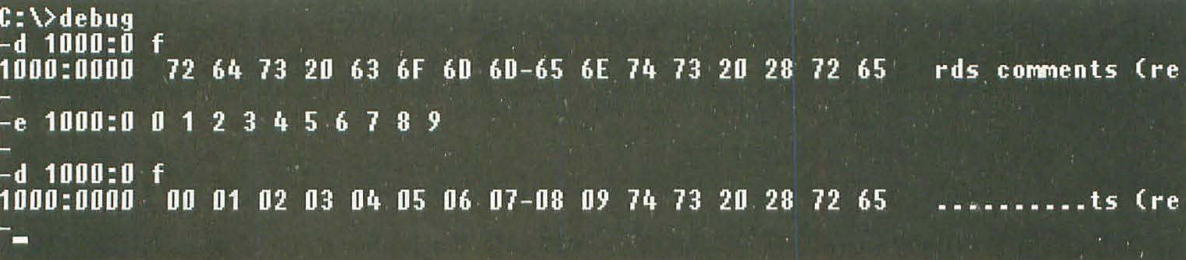 C:\>debug
-d 1000:0 f
1000:0000 72 64 73 20 63 6F 6D 6D-65 6E 74 73 20 28 72 65 rds comments (re
-
-e 1000:0 0 1 2 3 4 5 6 7 8 9
-
-d 1000:0 f
1000:0000 00 01 02 03 04 05 06 07-08 09 74 73 20 28 72 65 ..........ts (re
-